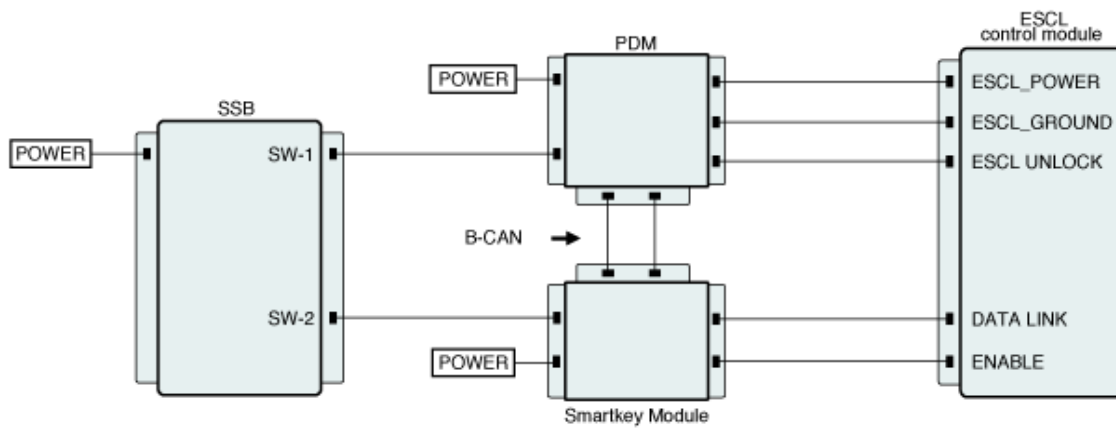 ESCL
control module
PDM
POWER
ESCL_POWER
SSB
ESCL_GROUND
POWER
SW-1
ESCL UNLOCK
B-CAN
SW-2
DATA LINK
POWER
ENABLE
Smartkey Module